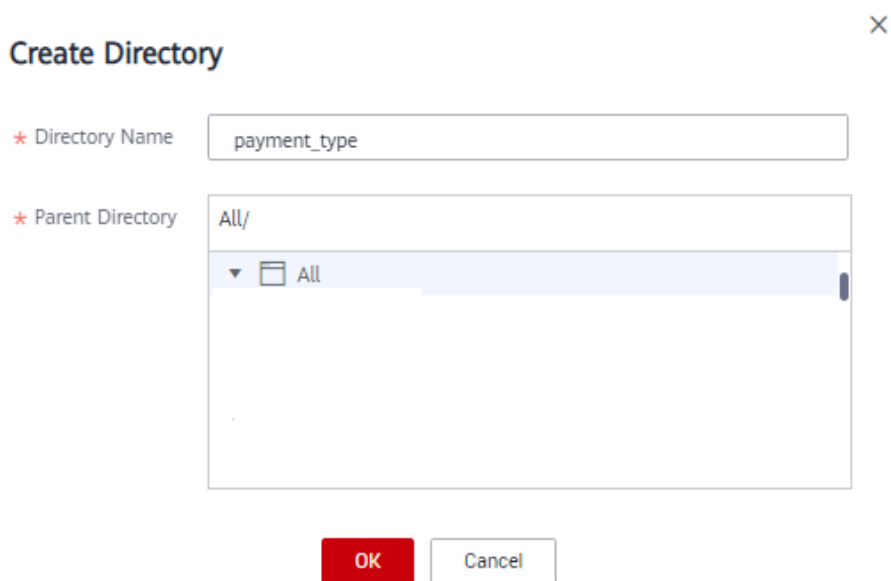 Create Directory
* Directory Name payment_type
* Parent Directory All/
All
OK Cancel